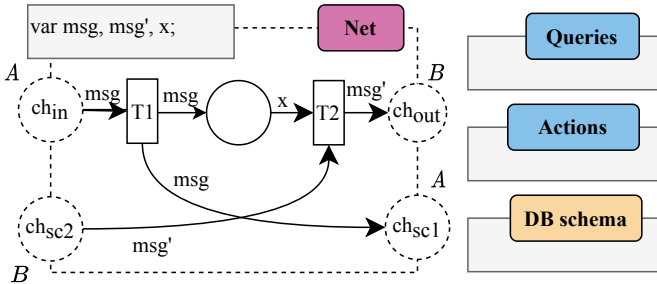 var msg, msg', x;
Net
Queries
A
B
msg
msg
x
msg'
ch_in
T1
T2
ch_out
Actions
msg
A
DB schema
ch_sc2
ch_sc1
msg'
B